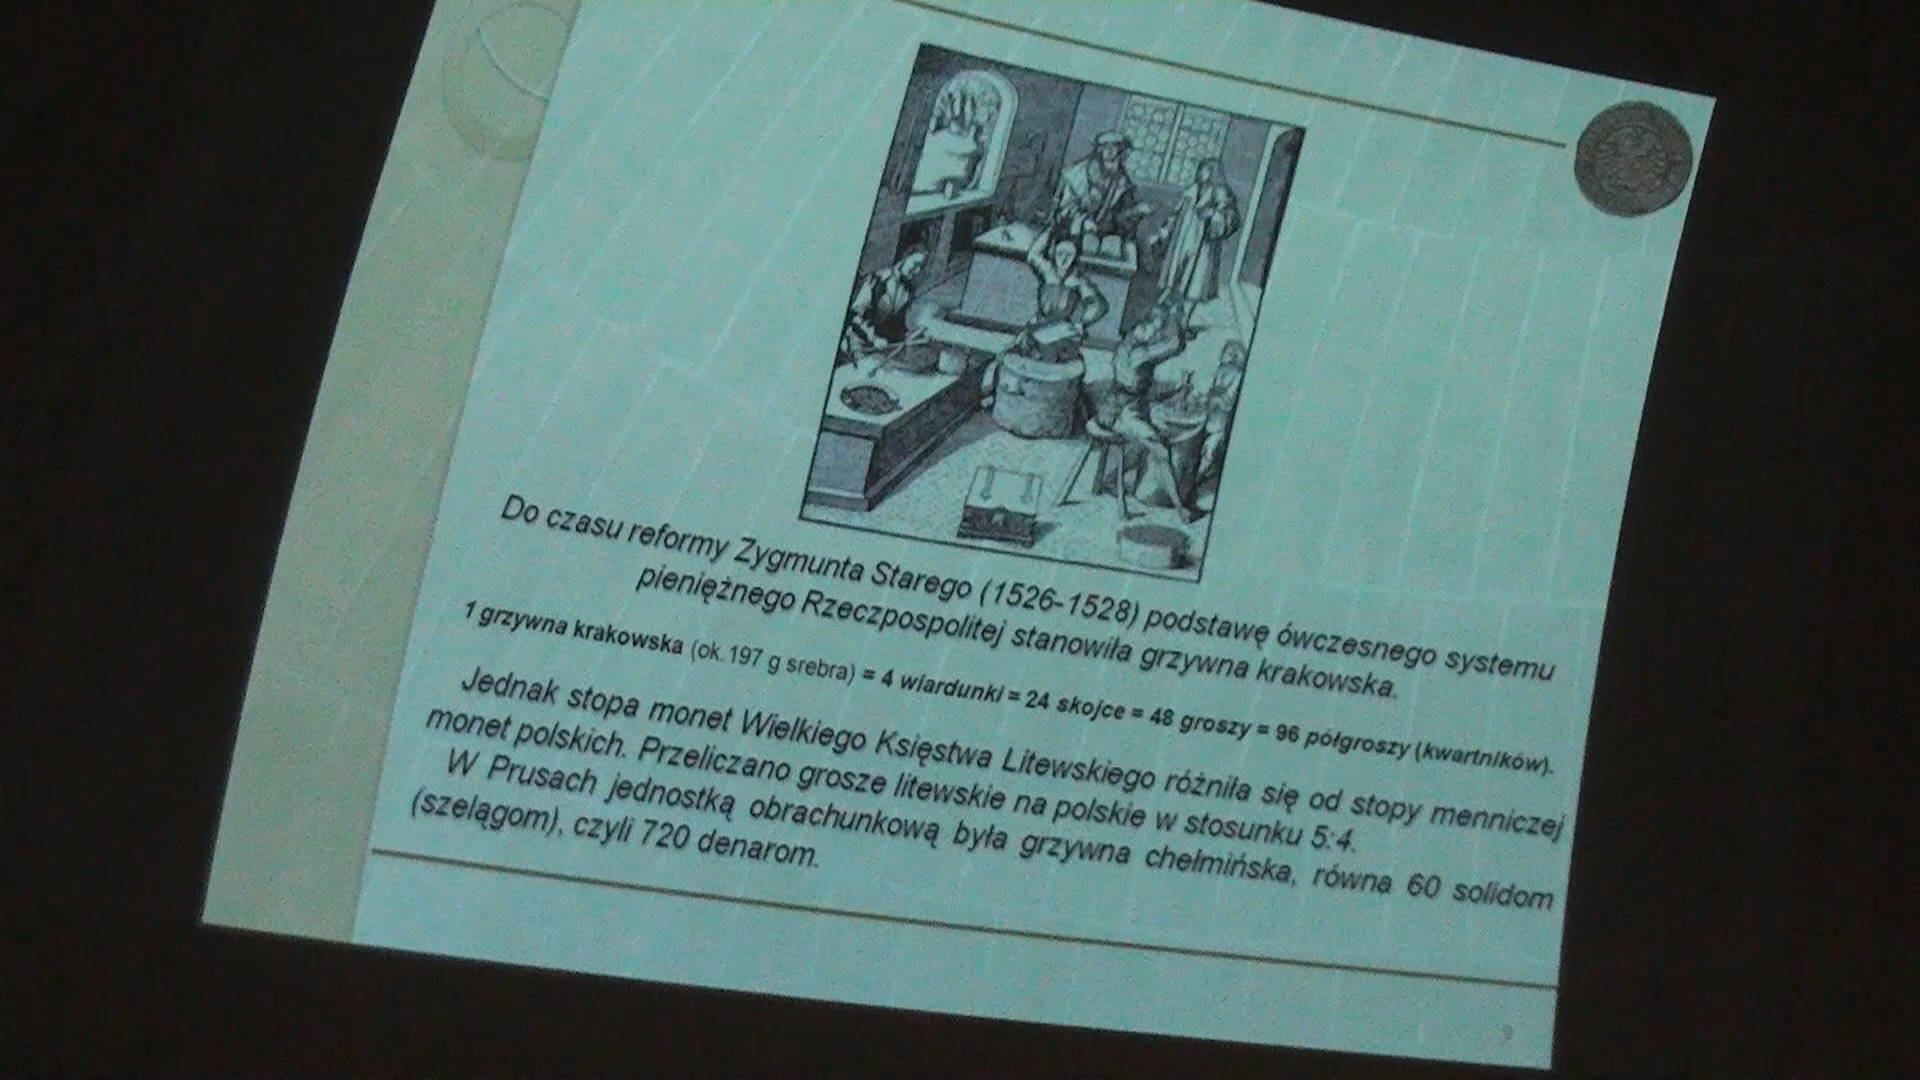 Do czasu reformy Zygmunta Starego (1526-1528) podstawę ówczesnego systemu
pieniężnego Rzeczpospolitej stanowiła grzywna krakowska.
1 grzywna krakowska (ok.197 g srebra) = 4 wiardunki = 24 skojce = 48 groszy = 96 półgroszy (kwartników).
Jednak stopa monet Wielkiego Księstwa Litewskiego różniła się od stopy menniczej
monet polskich. Przeliczano grosze litewskie na polskie w stosunku 5:4.
W Prusach jednostką obrachunkową była grzywna chełmińska, równa 60 solidom
(szelągom), czyli 720 denarom.